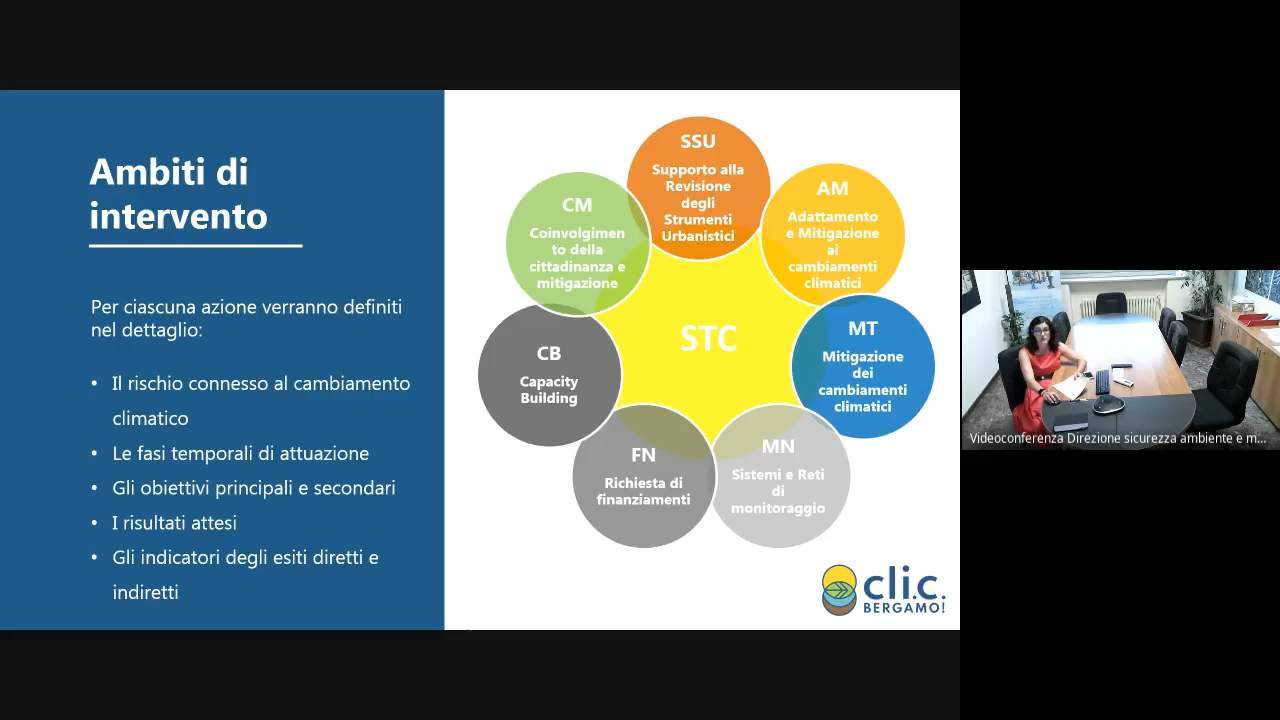 Ambiti di
intervento
Per ciascuna azione verranno definiti
nel dettaglio:
• Il rischio connesso al cambiamento
climatico
• Le fasi temporali di attuazione
• Gli obiettivi principali e secondari
• I risultati attesi
• Gli indicatori degli esiti diretti e
indiretti
SSU
Supporto alla
Revisione
degli
Strumenti
Urbanistici
AM
Adattamento
e Mitigazione
ai
cambiamenti
climatici
MT
Mitigazione
dei
cambiamenti
climatici
MN
Sistemi e Reti
di
monitoraggio
FN
Richiesta di
finanziamenti
CB
Capacity
Building
CM
Coinvolgimen
to della
cittadinanza e
mitigazione
STC
cli.c.
BERGAMO!
Videoconferenza Direzione sicurezza ambiente e m...